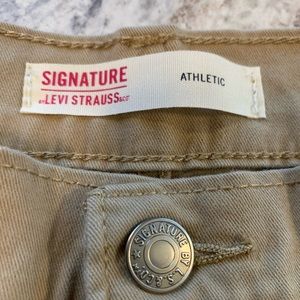 SIGNATURE
BY LEVI STRAUSS & CO
ATHLETIC
SIGNATURE BY L.S.& CO.